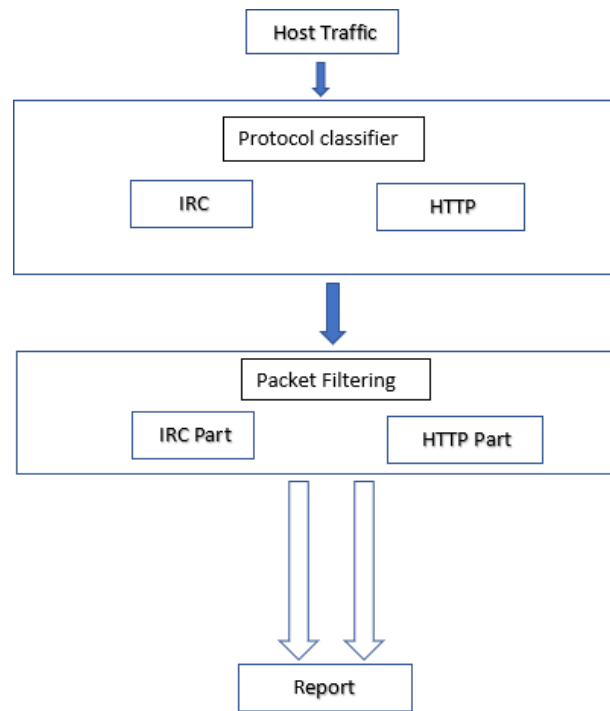 Host Traffic
Protocol classifier
IRC
HTTP
Packet Filtering
IRC Part
HTTP Part
Report